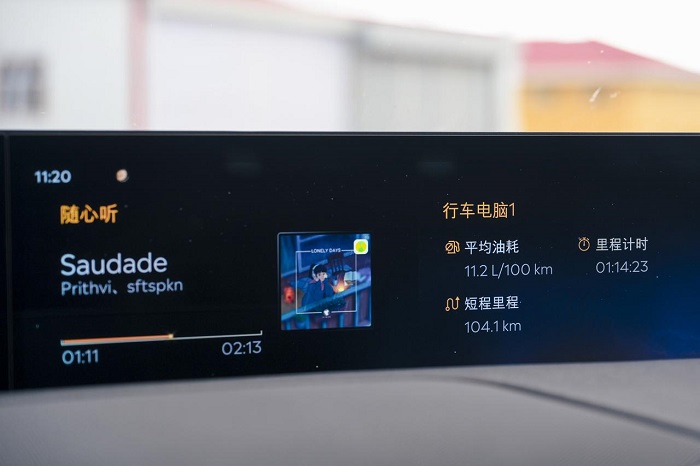 11:20
随心听
Saudade
Prithvi、sftspkn
01:11
02:13
LONELY DAYS
行车电脑1
平均油耗
11.2 L/100 km
里程计时
01:14:23
短程里程
104.1 km